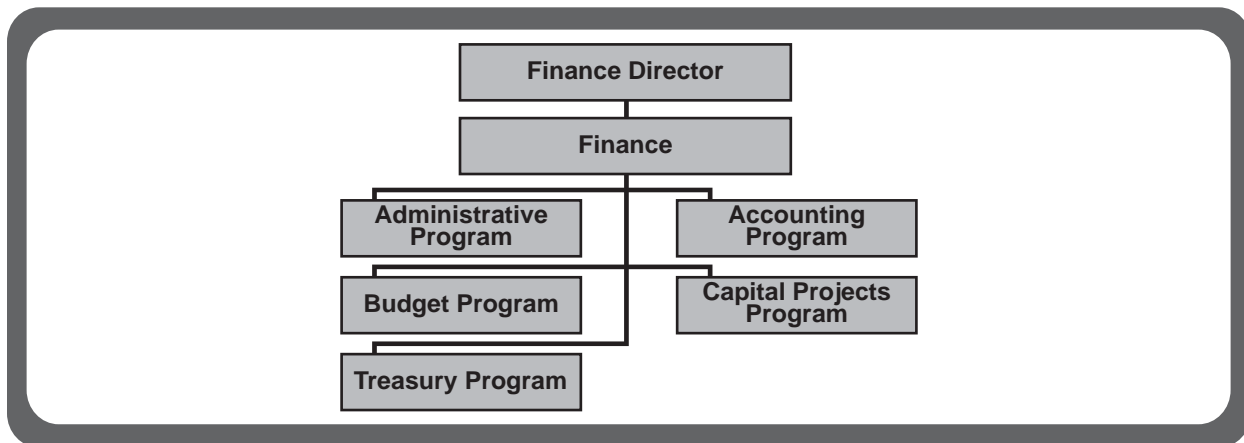 Finance Director
Finance
Administrative
Program
Accounting
Program
Budget Program
Capital Projects
Program
Treasury Program